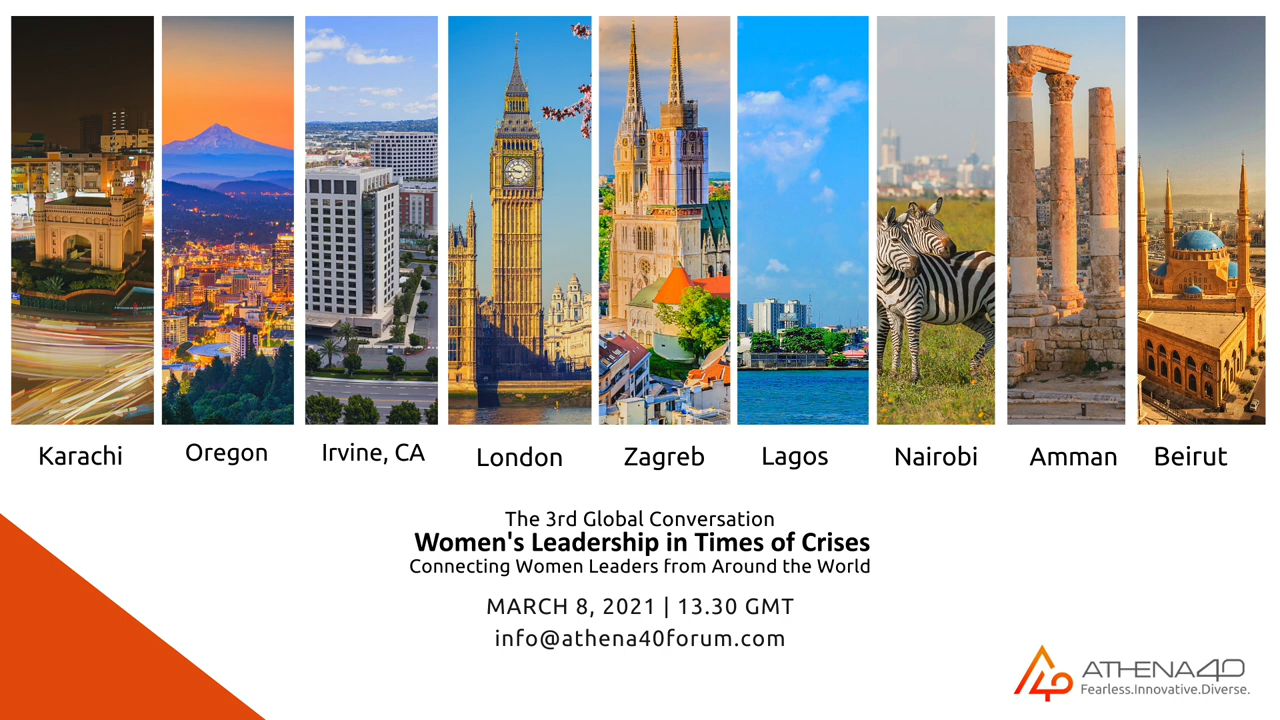 Karachi
Oregon
Irvine, CA
London
Zagreb
Lagos
Nairobi
Amman
Beirut
The 3rd Global Conversation
Women's Leadership in Times of Crises
Connecting Women Leaders from Around the World
MARCH 8, 2021 | 13.30 GMT
info@athena40forum.com
ATHENA40
Fearless.Innovative.Diverse.